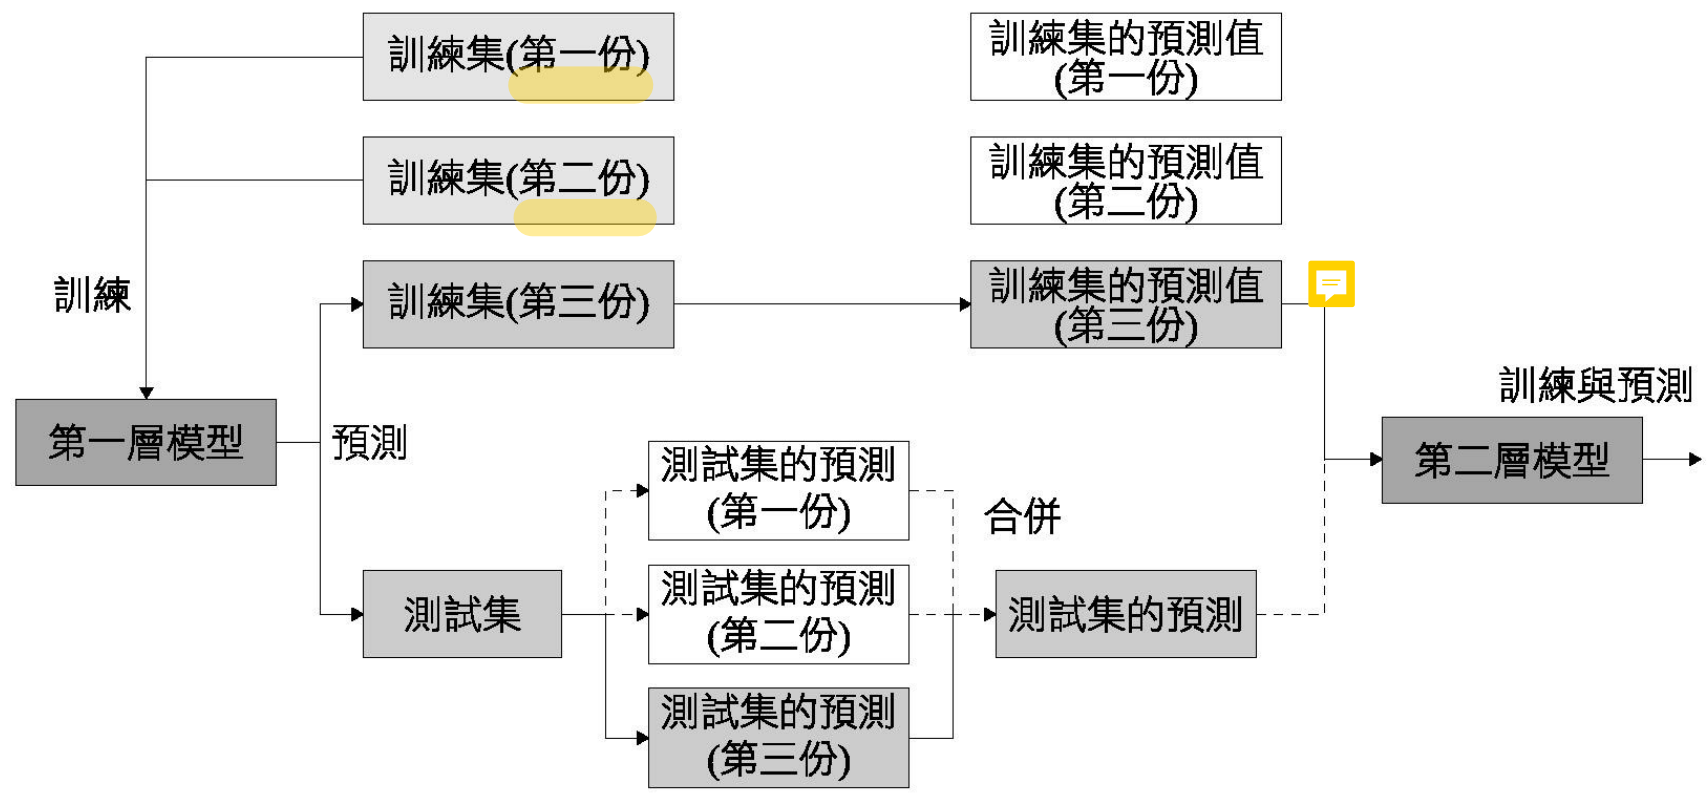 訓練集(第一份)
訓練集的預測值
(第一份)
訓練集(第二份)
訓練集的預測值
(第二份)
訓練
訓練集(第三份)
訓練集的預測值
(第三份)
訓練與預測
第一層模型
預測
第二層模型
測試集的預測
(第一份)
合併
測試集
測試集的預測
(第二份)
測試集的預測
測試集的預測
(第三份)